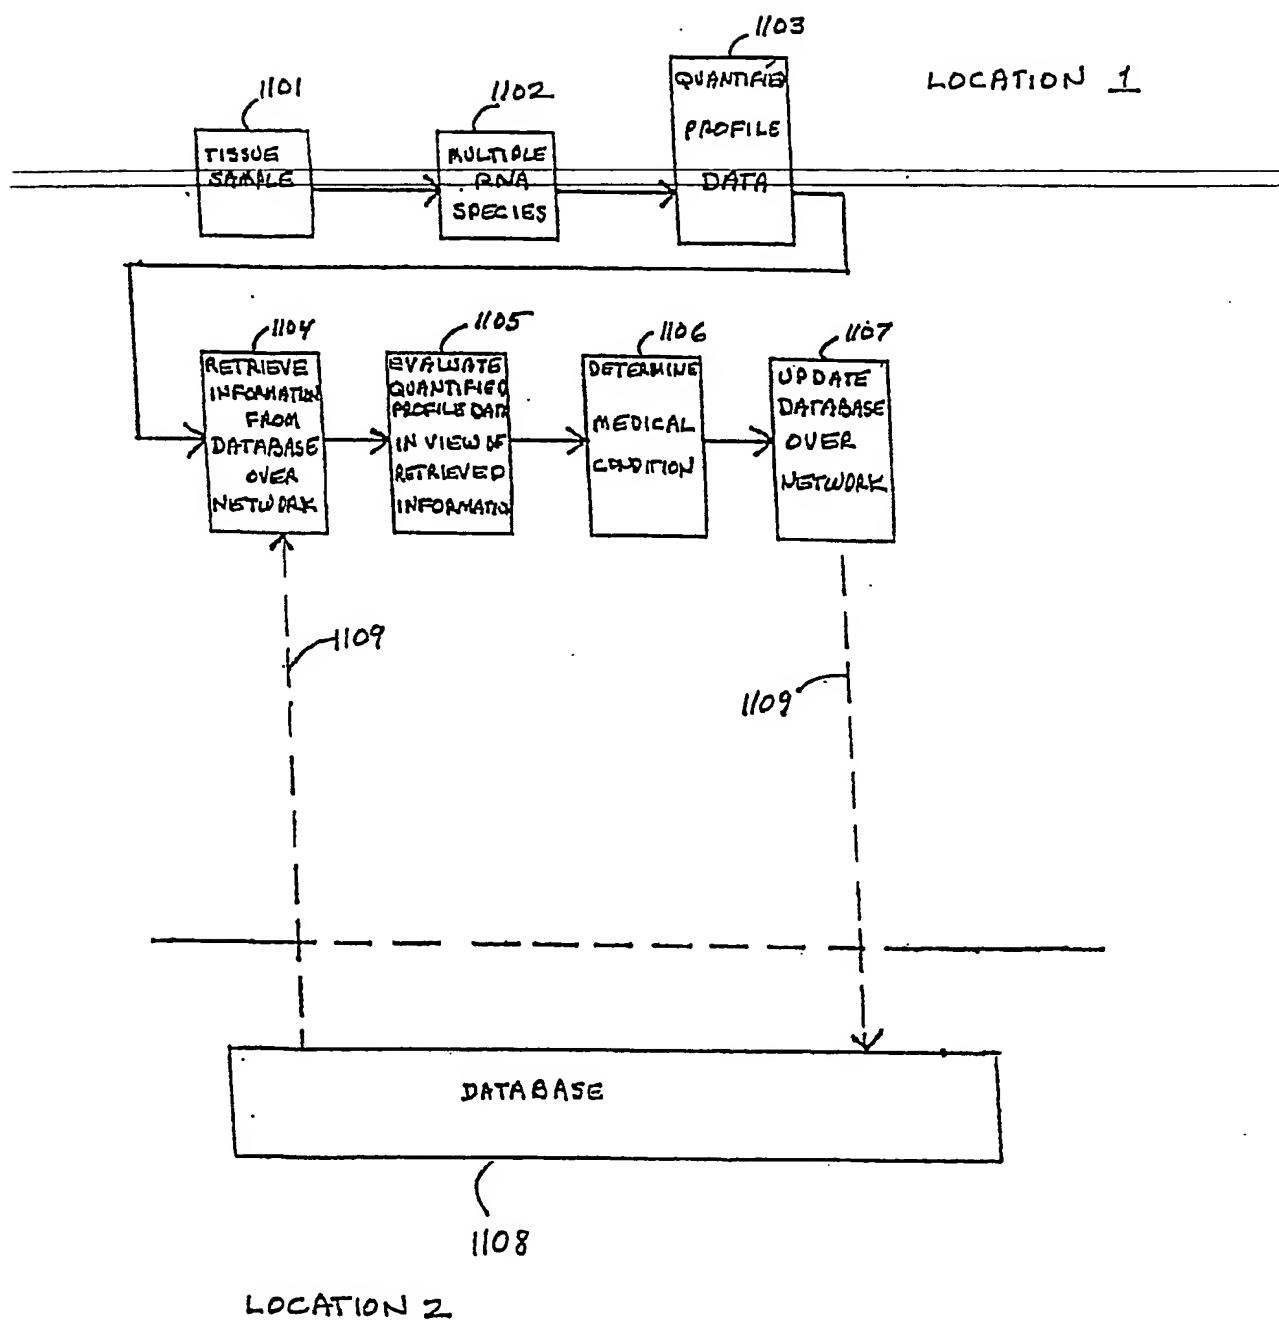 1103
LOCATION 1
1101
1102
QUANTIFIED
PROFILE
DATA
TISSUE
SAMPLE
MULTIPLE
RNA
SPECIES
1104
1105
1106
1107
RETRIEVE
INFORMATION
FROM
DATABASE
OVER
NETWORK
EVALUATE
QUANTIFIED
PROFILE DATA
IN VIEW OF
RETRIEVED
INFORMATION
DETERMINE
MEDICAL
CONDITION
UPDATE
DATABASE
OVER
NETWORK
1109
1109
DATABASE
1108
LOCATION 2